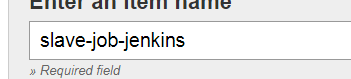 Enter an item name
slave-job-jenkins
» Required field